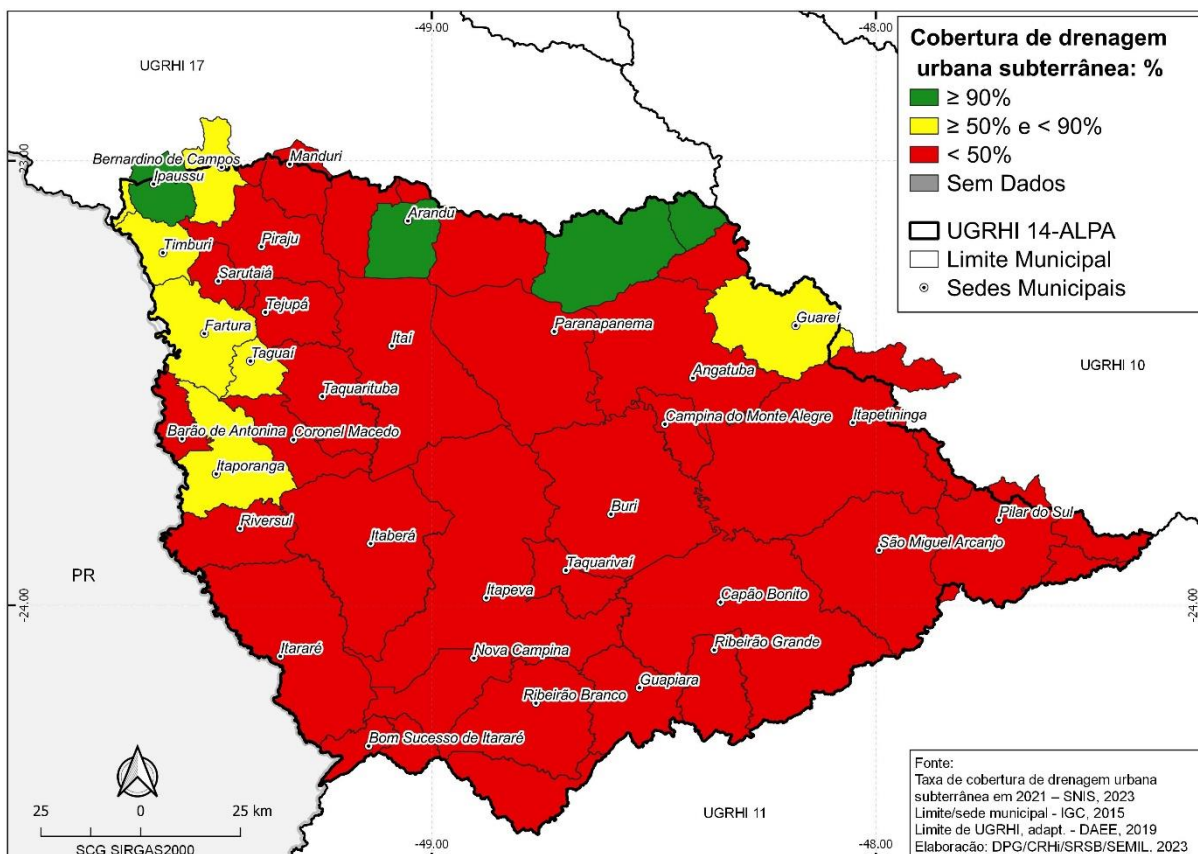 -49.00
-48.00
UGRHI 17
Cobertura de drenagem
urbana subterrânea: %
≥ 90%
≥ 50% e < 90%
< 50%
Sem Dados
UGRHI 14-ALPA
Limite Municipal
Sedes Municipais
-23.00
Bernardino de Campos
Manduri
Ipaussu
Arandú
Timburi
Piraju
Sarutaiá
Tejupá
Fartura
Itaí
Paranapanema
Guareí
Taguaí
Angatuba
UGRHI 10
Taquarituba
Campina do Monte Alegre
Itapetininga
Barão de Antonina
Coronel Macedo
Itaporanga
Riversul
Buri
Pilar do Sul
Itaberá
São Miguel Arcanjo
PR
Taquarivaí
Itapeva
Capão Bonito
-24.00
-24.00
Itararé
Nova Campina
Ribeirão Grande
Ribeirão Branco
Guapiara
Bom Sucesso de Itararé
25 0 25 km
SCG SIRGAS2000
UGRHI 11
-49.00
-48.00
Fonte:
Taxa de cobertura de drenagem urbana
subterrânea em 2021 – SNIS, 2023
Limite/sede municipal - IGC, 2015
Limite de UGRHI, adapt. - DAEE, 2019
Elaboração: DPG/CRHi/SRSB/SEMIL, 2023